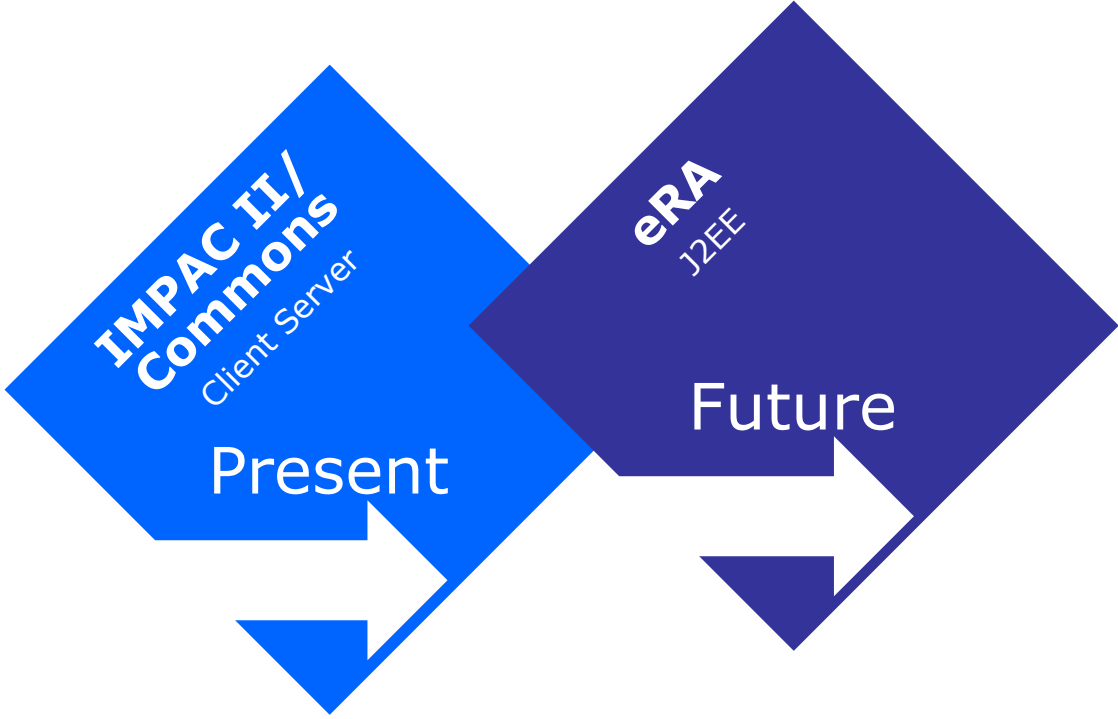 IMPAC II/
Commons
Client Server
Present
eRA
J2EE
Future